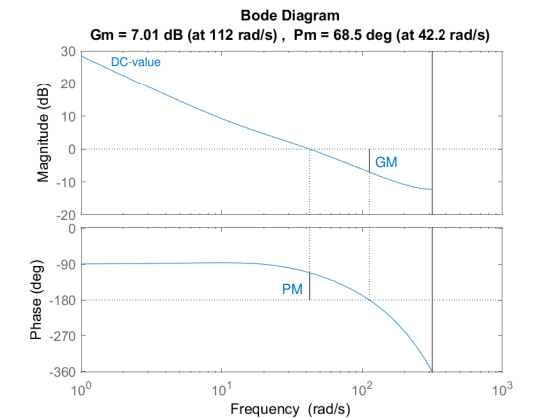 Bode Diagram
Gm = 7.01 dB (at 112 rad/s) , Pm = 68.5 deg (at 42.2 rad/s)
30
20
10
0
-10
-20
Magnitude (dB)
DC-value
GM
0
-90
-180
-270
-360
Phase (deg)
PM
10^0
10^1
10^2
10^3
Frequency (rad/s)